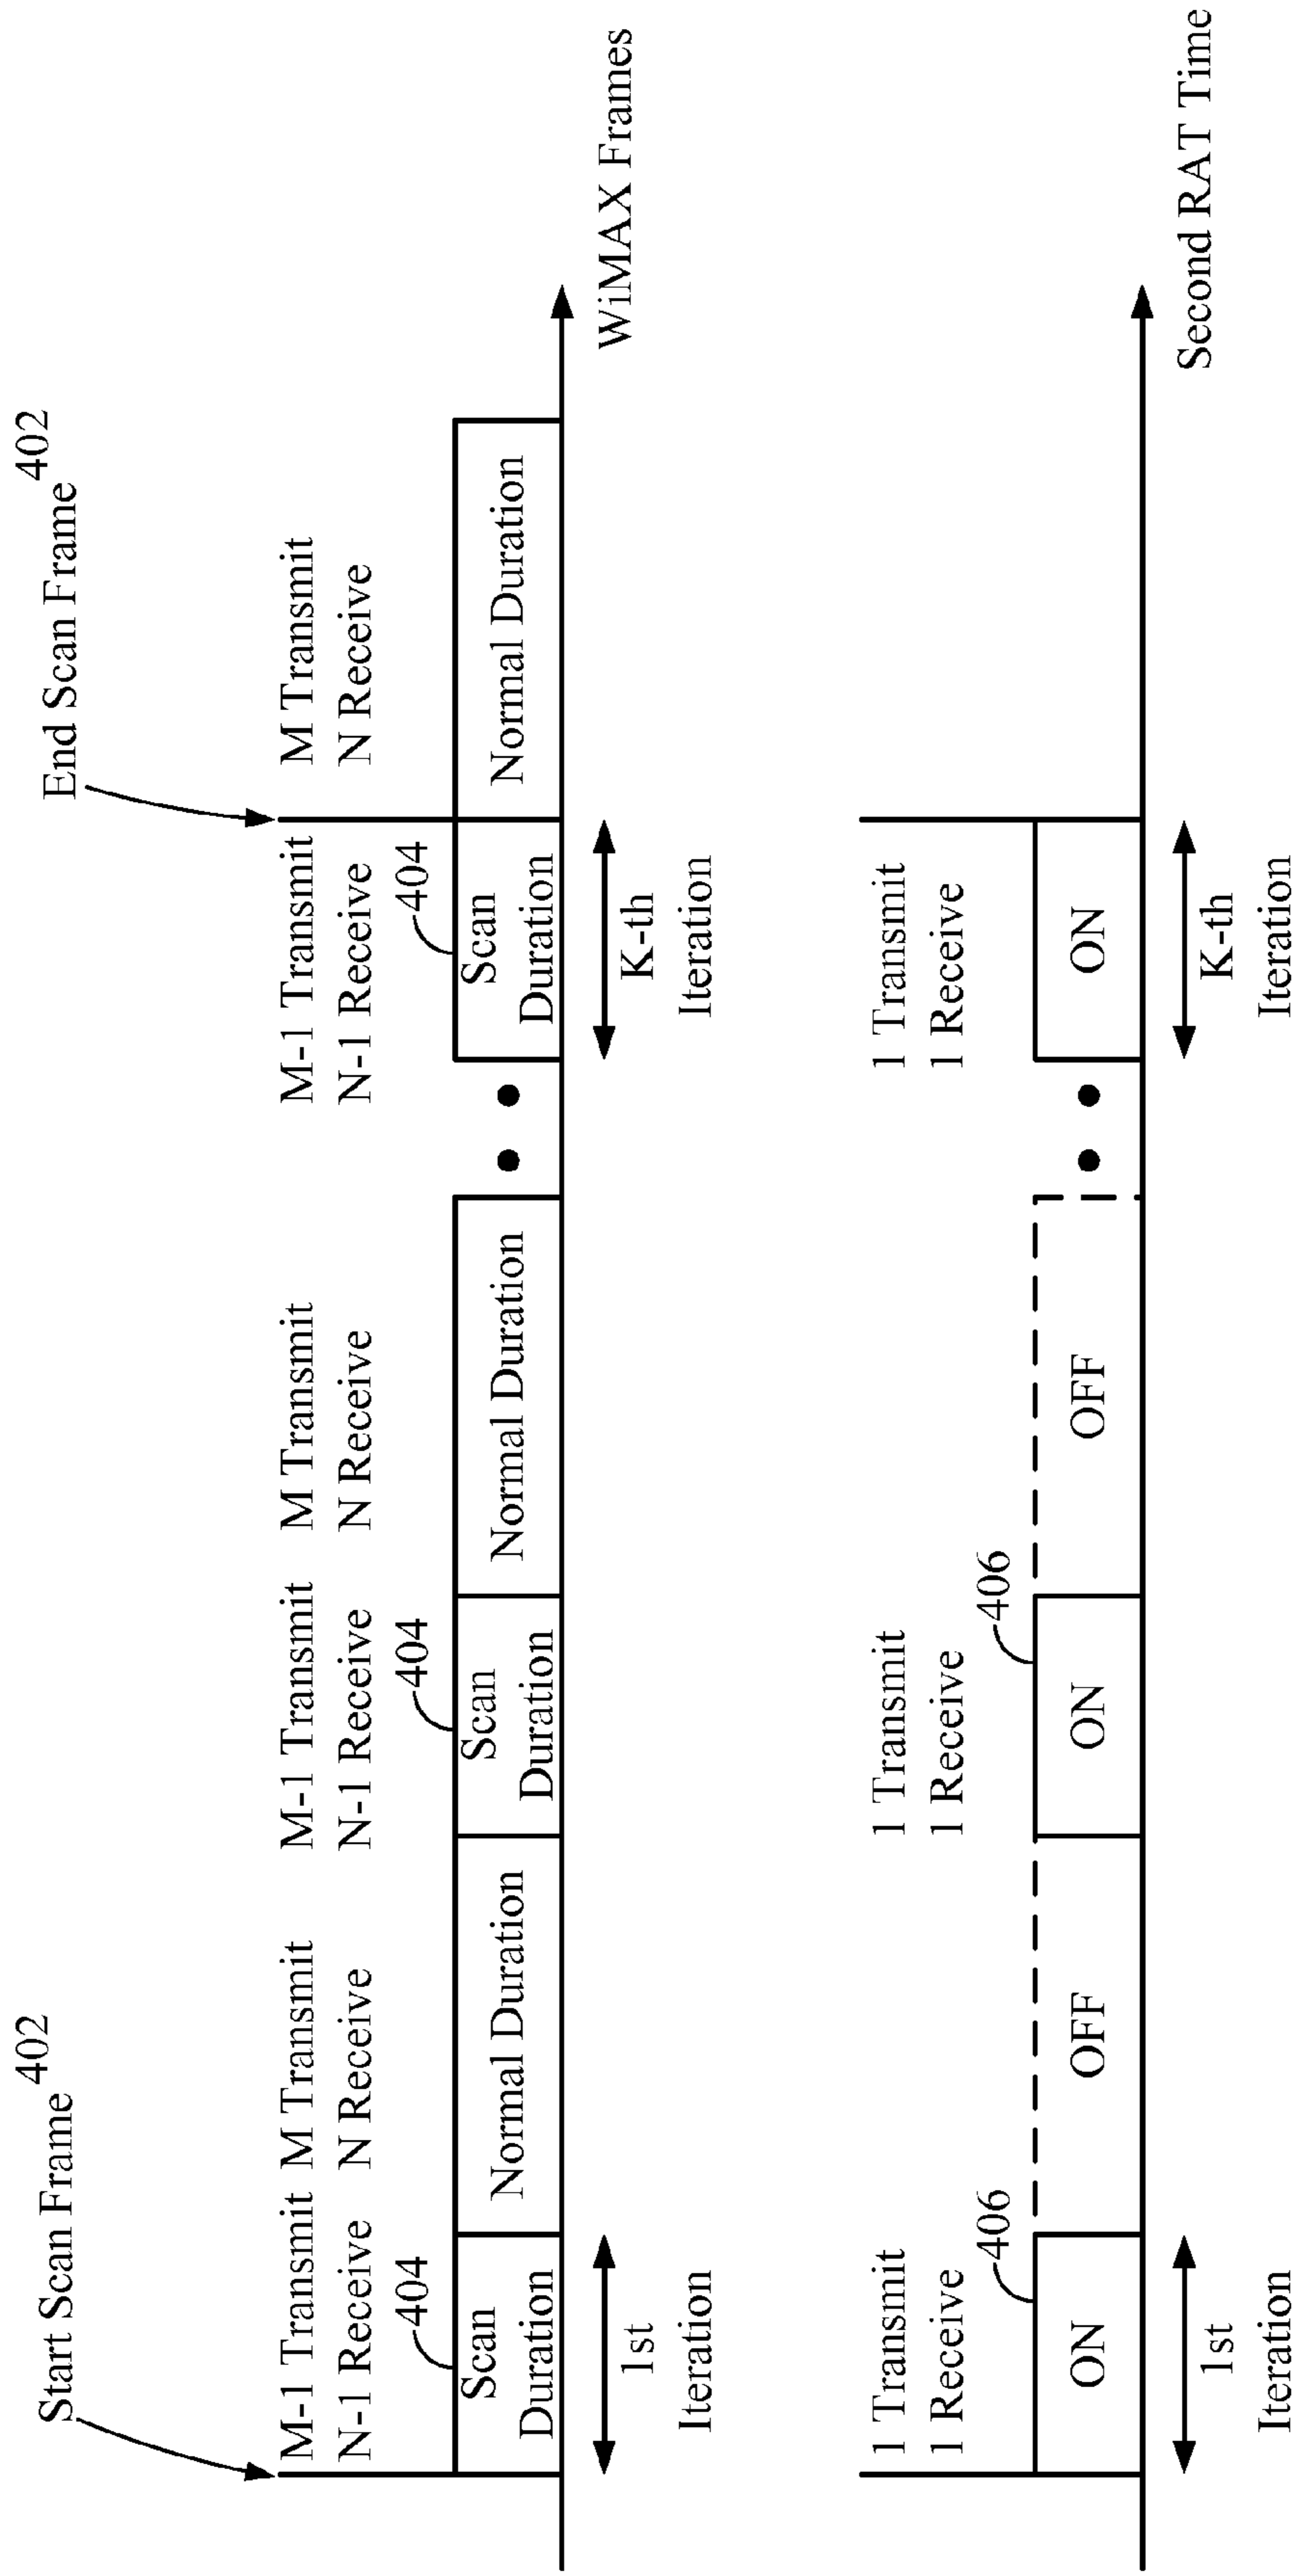 Start Scan Frame 402
End Scan Frame 402
M-1 Transmit
N-1 Receive
M Transmit
N Receive
M-1 Transmit
N-1 Receive
M Transmit
N Receive
M-1 Transmit
N-1 Receive
M Transmit
N Receive
404
404
404
Scan
Duration
Normal Duration
Scan
Duration
Normal Duration
Scan
Duration
Normal Duration
1st
Iteration
K-th
Iteration
WiMAX Frames
1 Transmit
1 Receive
1 Transmit
1 Receive
1 Transmit
1 Receive
406
406
ON
OFF
ON
OFF
ON
1st
Iteration
K-th
Iteration
Second RAT Time